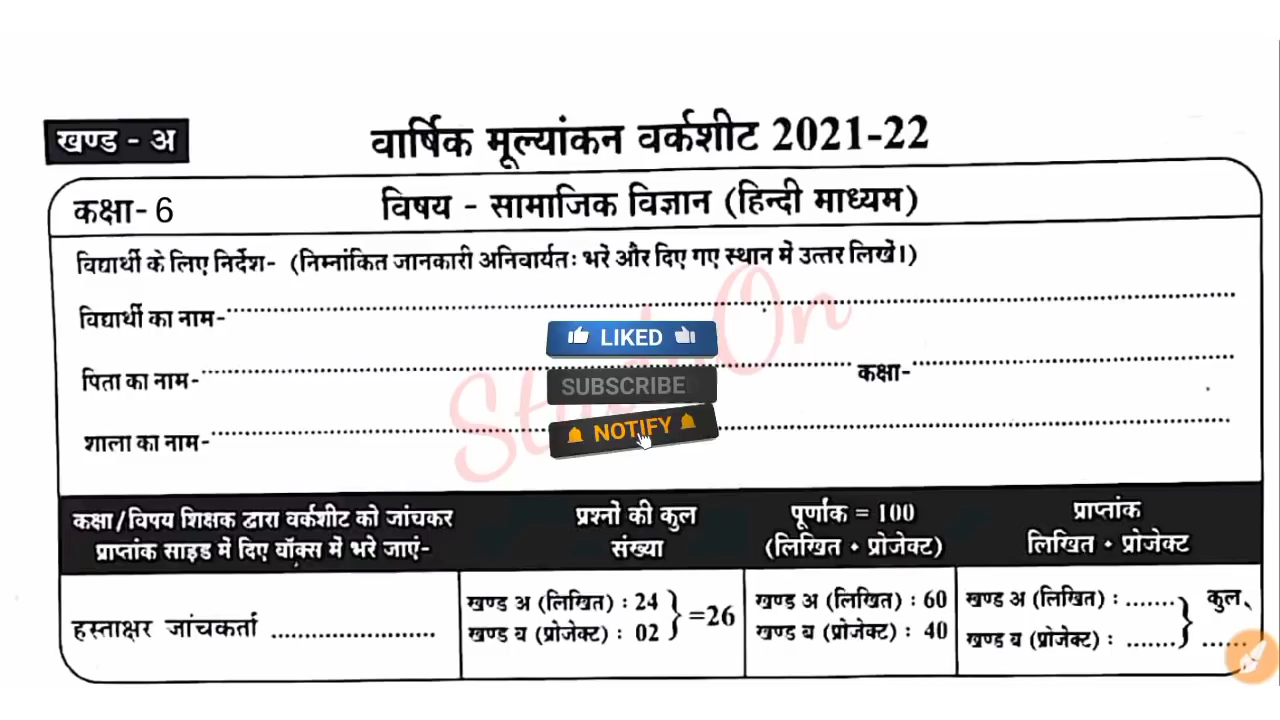 खण्ड - अ
वार्षिक मूल्यांकन वर्कशीट 2021-22
कक्षा- 6
विषय - सामाजिक विज्ञान (हिन्दी माध्यम)
विद्यार्थी के लिए निर्देश- (निम्नांकित जानकारी अनिवार्यतः भरें और दिए गए स्थान में उत्तर लिखें।)
विद्यार्थी का नाम-
LIKED
पिता का नाम-
कक्षा-
SUBSCRIBE
NOTIFY
शाला का नाम-
कक्षा/विषय शिक्षक द्वारा वर्कशीट को जांचकर
प्राप्तांक साइड में दिए बॉक्स में भरे जाएं-
प्रश्नों की कुल
संख्या
पूर्णांक = 100
(लिखित + प्रोजेक्ट)
प्राप्तांक
लिखित + प्रोजेक्ट
हस्ताक्षर जांचकर्ता ..........................
खण्ड अ (लिखित) : 24
खण्ड ब (प्रोजेक्ट) : 02
=26
खण्ड अ (लिखित) : 60
खण्ड ब (प्रोजेक्ट) : 40
खण्ड अ (लिखित) : .......
खण्ड ब (प्रोजेक्ट) : .......
कुल
......